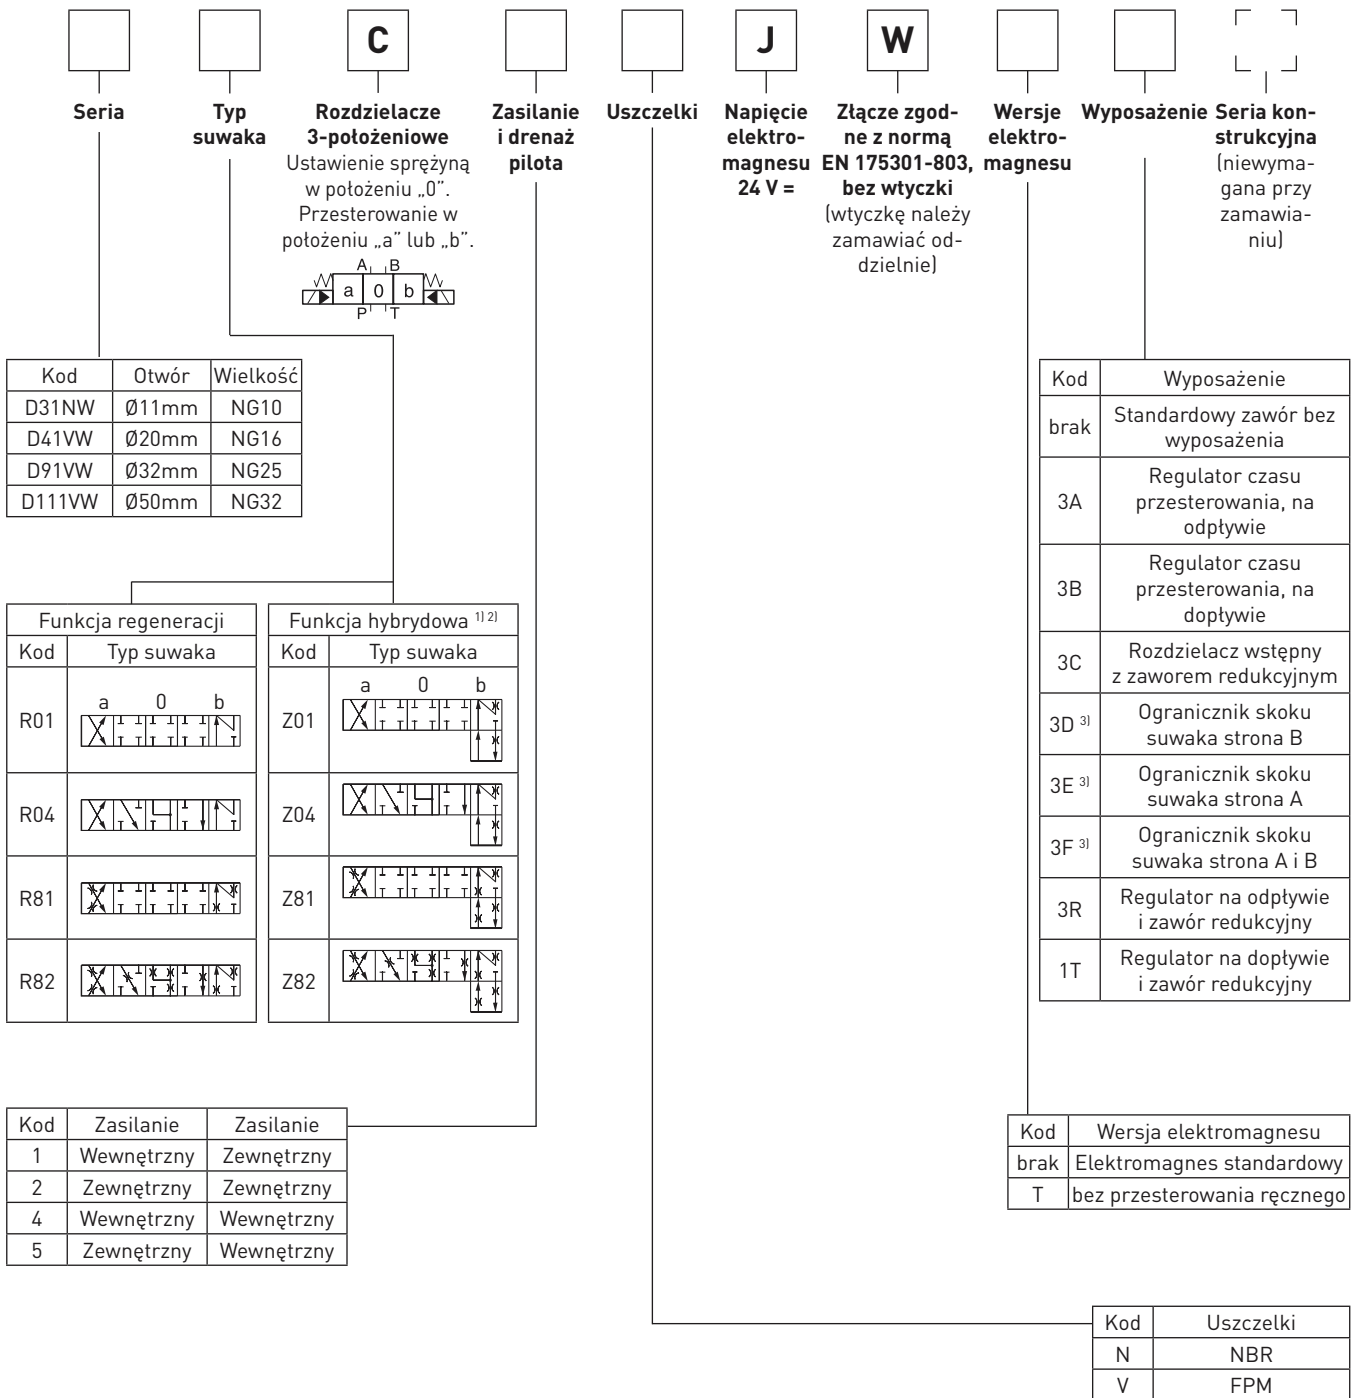 C
J
W
Seria
Typ
suwaka
Rozdzielacze
3-położeniowe
Ustawienie sprężyną
w położeniu „0”.
Przesterowanie w
położeniu „a” lub „b”.
A B
a 0 b
P T
Zasilanie
i drenaż
pilota
Uszczelki
Napięcie
elektro-
magnesu
24 V =
Złącze zgod-
ne z normą
EN 175301-803,
bez wtyczki
(wtyczkę należy
zamawiać od-
dzielnie)
Wersje
elektro-
magnesu
Wyposażenie
Seria kon-
strukcyjna
(niewyma-
gana przy
zamawia-
niu)
Kod Otwór Wielkość
D31NW Ø11mm NG10
D41VW Ø20mm NG16
D91VW Ø32mm NG25
D111VW Ø50mm NG32
Kod Wyposażenie
brak Standardowy zawór bez
wyposażenia
3A Regulator czasu
przesterowania, na
odpływie
3B Regulator czasu
przesterowania, na
dopływie
3C Rozdzielacz wstępny
z zaworem redukcyjnym
3D 3) Ogranicznik skoku
suwaka strona B
3E 3) Ogranicznik skoku
suwaka strona A
3F 3) Ogranicznik skoku
suwaka strona A i B
3R Regulator na odpływie
i zawór redukcyjny
1T Regulator na dopływie
i zawór redukcyjny
Funkcja regeneracji
Kod Typ suwaka
a 0 b
R01
R04
R81
R82
Funkcja hybrydowa 1) 2)
Kod Typ suwaka
a 0 b
Z01
Z04
Z81
Z82
Kod Zasilanie Zasilanie
1 Wewnętrzny Zewnętrzny
2 Zewnętrzny Zewnętrzny
4 Wewnętrzny Wewnętrzny
5 Zewnętrzny Wewnętrzny
Kod Wersja elektromagnesu
brak Elektromagnes standardowy
T bez przesterowania ręcznego
Kod Uszczelki
N NBR
V FPM